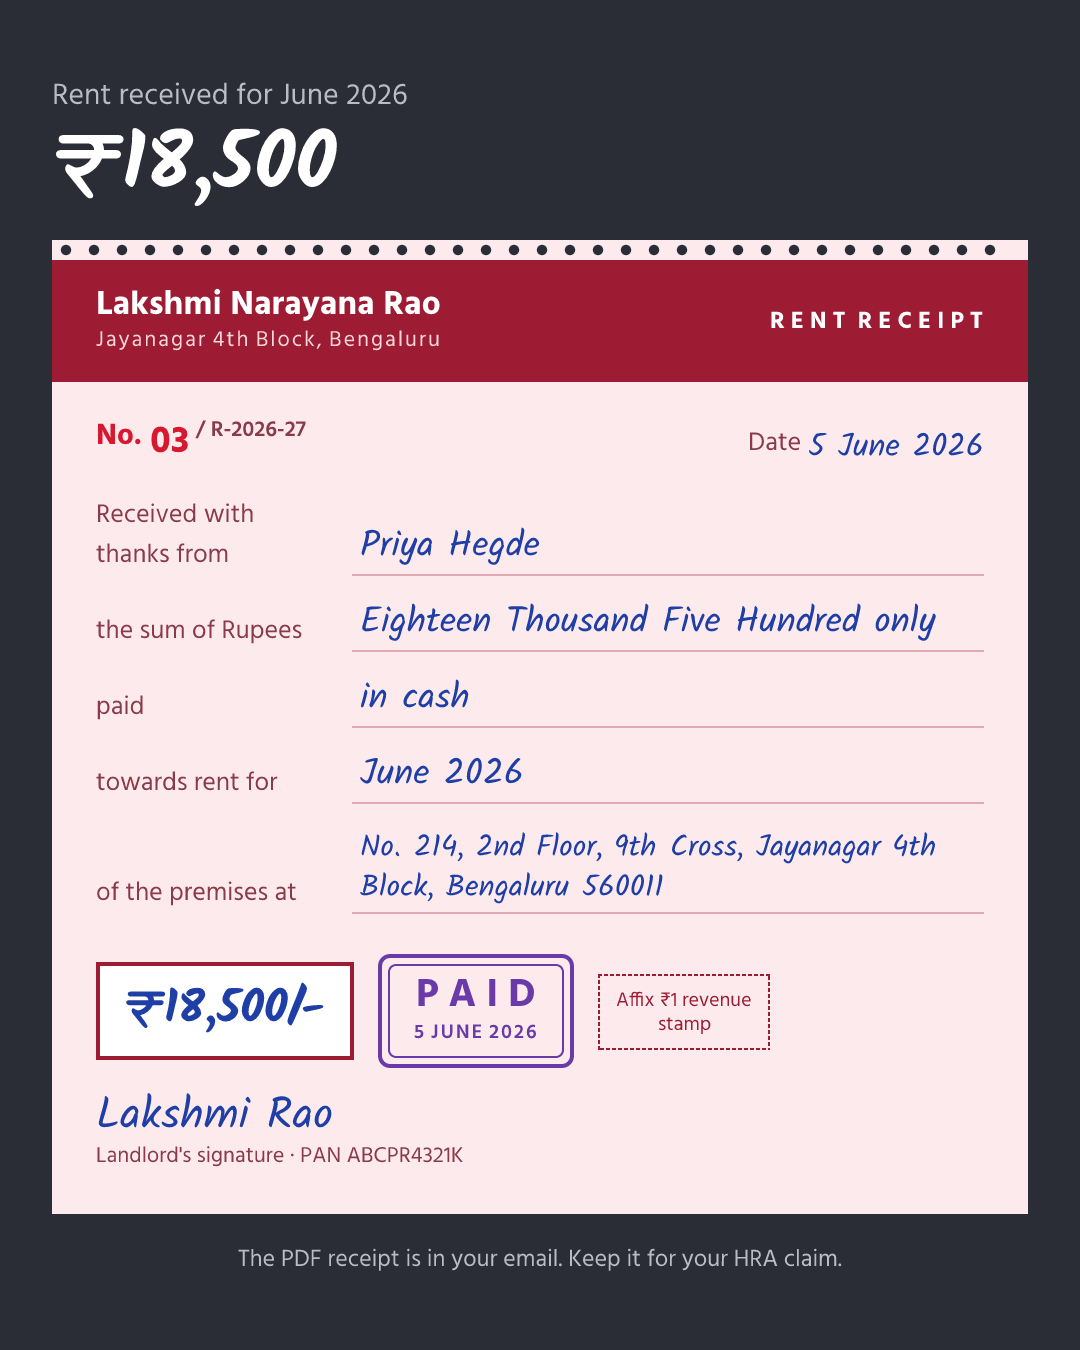 Rent received for June 2026
₹18,500
Lakshmi Narayana Rao
Jayanagar 4th Block, Bengaluru
RENT RECEIPT
No. 03 / R-2026-27
Date 5 June 2026
Received with
thanks from
Priya Hegde
the sum of Rupees Eighteen Thousand Five Hundred only
paid in cash
towards rent for June 2026
of the premises at
No. 214, 2nd Floor, 9th Cross, Jayanagar 4th
Block, Bengaluru 560011
₹18,500/-
PAID
5 JUNE 2026
Affix ₹1 revenue
stamp
Lakshmi Rao
Landlord's signature · PAN ABCPR4321K
The PDF receipt is in your email. Keep it for your HRA claim.